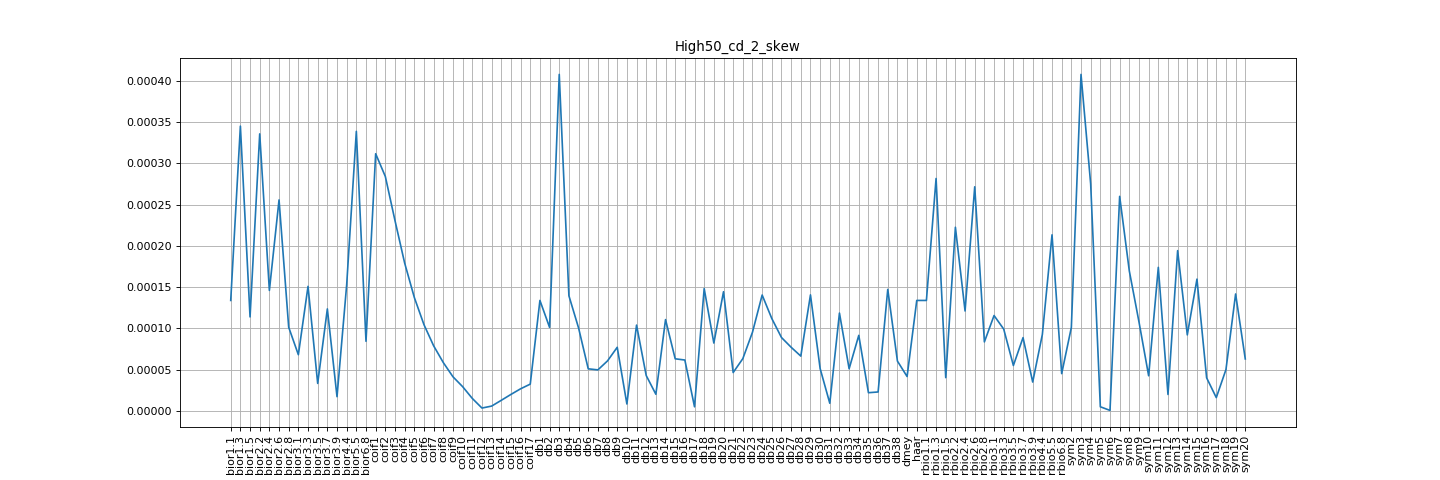 High50_cd_2_skew
0.00040
0.00035
0.00030
0.00025
0.00020
0.00015
0.00010
0.00005
0.00000
bior1.1
bior1.3
bior1.5
bior2.2
bior2.4
bior2.6
bior2.8
bior3.1
bior3.3
bior3.5
bior3.7
bior3.9
bior4.4
bior5.5
bior6.8
coif1
coif2
coif3
coif4
coif5
coif6
coif7
coif8
coif9
coif10
coif11
coif12
coif13
coif14
coif15
coif16
coif17
db1
db2
db3
db4
db5
db6
db7
db8
db9
db10
db11
db12
db13
db14
db15
db16
db17
db18
db19
db20
db21
db22
db23
db24
db25
db26
db27
db28
db29
db30
db31
db32
db33
db34
db35
db36
db37
db38
dmey
haar
rbio1.1
rbio1.3
rbio1.5
rbio2.2
rbio2.4
rbio2.6
rbio2.8
rbio3.1
rbio3.3
rbio3.5
rbio3.7
rbio3.9
rbio4.4
rbio5.5
rbio6.8
sym2
sym3
sym4
sym5
sym6
sym7
sym8
sym9
sym10
sym11
sym12
sym13
sym14
sym15
sym16
sym17
sym18
sym19
sym20